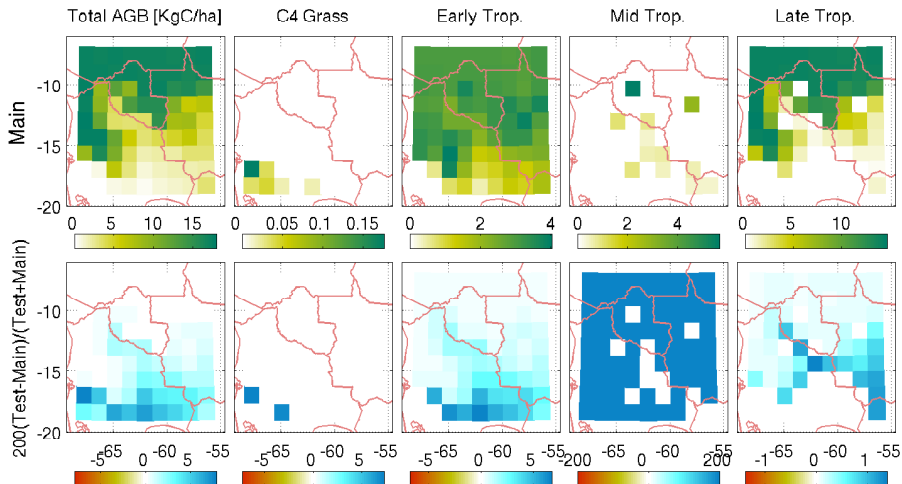 Total AGB [KgC/ha] C4 Grass Early Trop. Mid Trop. Late Trop.
Main
-10
-15
-20
0 5 10 15
0 0.05 0.1 0.15
0 2 4
0 2 4
0 5 10
200(Test-Main)/(Test+Main)
-10
-15
-20
-65 -60 -55 -65 -60 -55 -65 -60 -55 -65 -60 -55 -65 -60 -55
-5 0 5
-5 0 5
-5 0 5
-200 0 200
-1 0 1